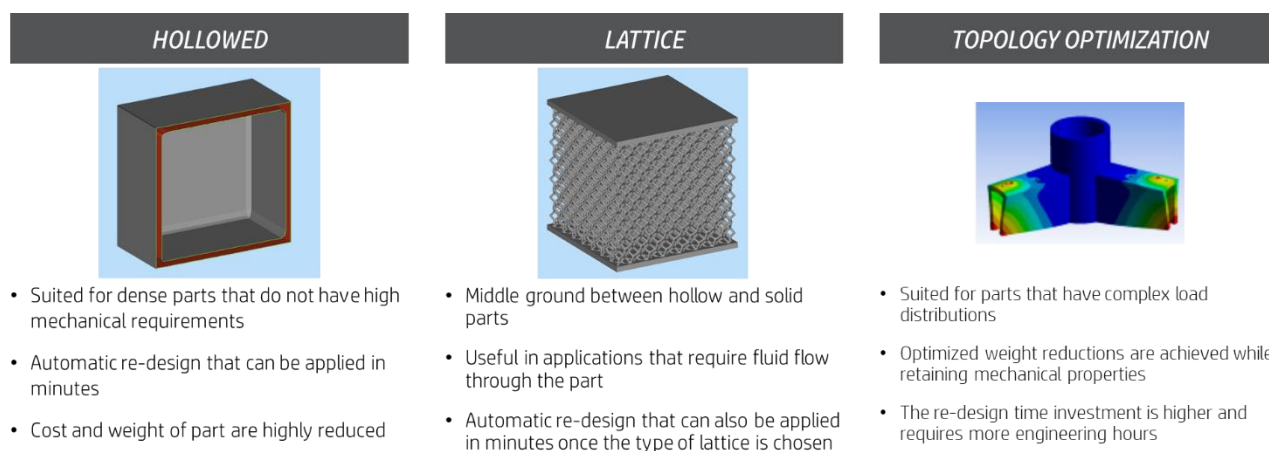 HOLLOWED
• Suited for dense parts that do not have high
mechanical requirements
• Automatic re-design that can be applied in
minutes
• Cost and weight of part are highly reduced
LATTICE
• Middle ground between hollow and solid
parts
• Useful in applications that require fluid flow
through the part
• Automatic re-design that can also be applied
in minutes once the type of lattice is chosen
TOPOLOGY OPTIMIZATION
• Suited for parts that have complex load
distributions
• Optimized weight reductions are achieved while
retaining mechanical properties
• The re-design time investment is higher and
requires more engineering hours